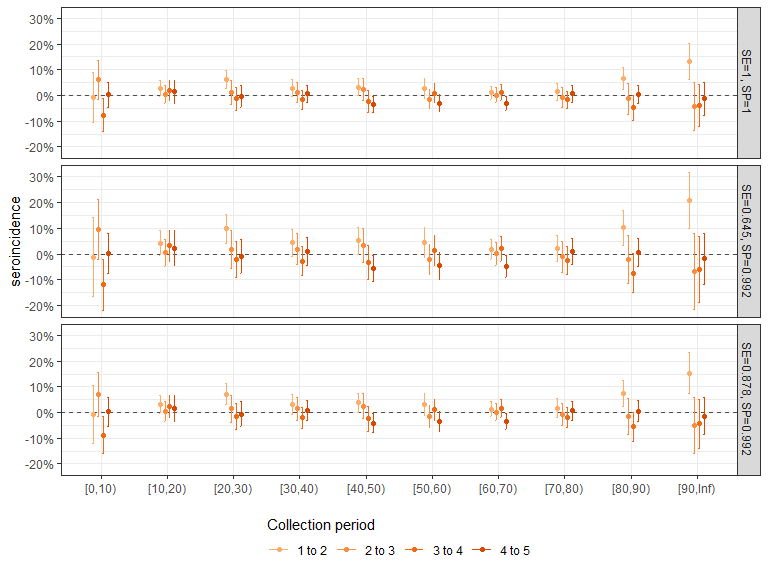 30%
20%
10%
0%
-10%
-20%
SE=1, SP=1
30%
20%
10%
0%
-10%
-20%
SE=0.645, SP=0.992
30%
20%
10%
0%
-10%
-20%
SE=0.878, SP=0.992
seroincidence
[0,10) [10,20) [20,30) [30,40) [40,50) [50,60) [60,70) [70,80) [80,90) [90,Inf)
Collection period
1 to 2 2 to 3 3 to 4 4 to 5